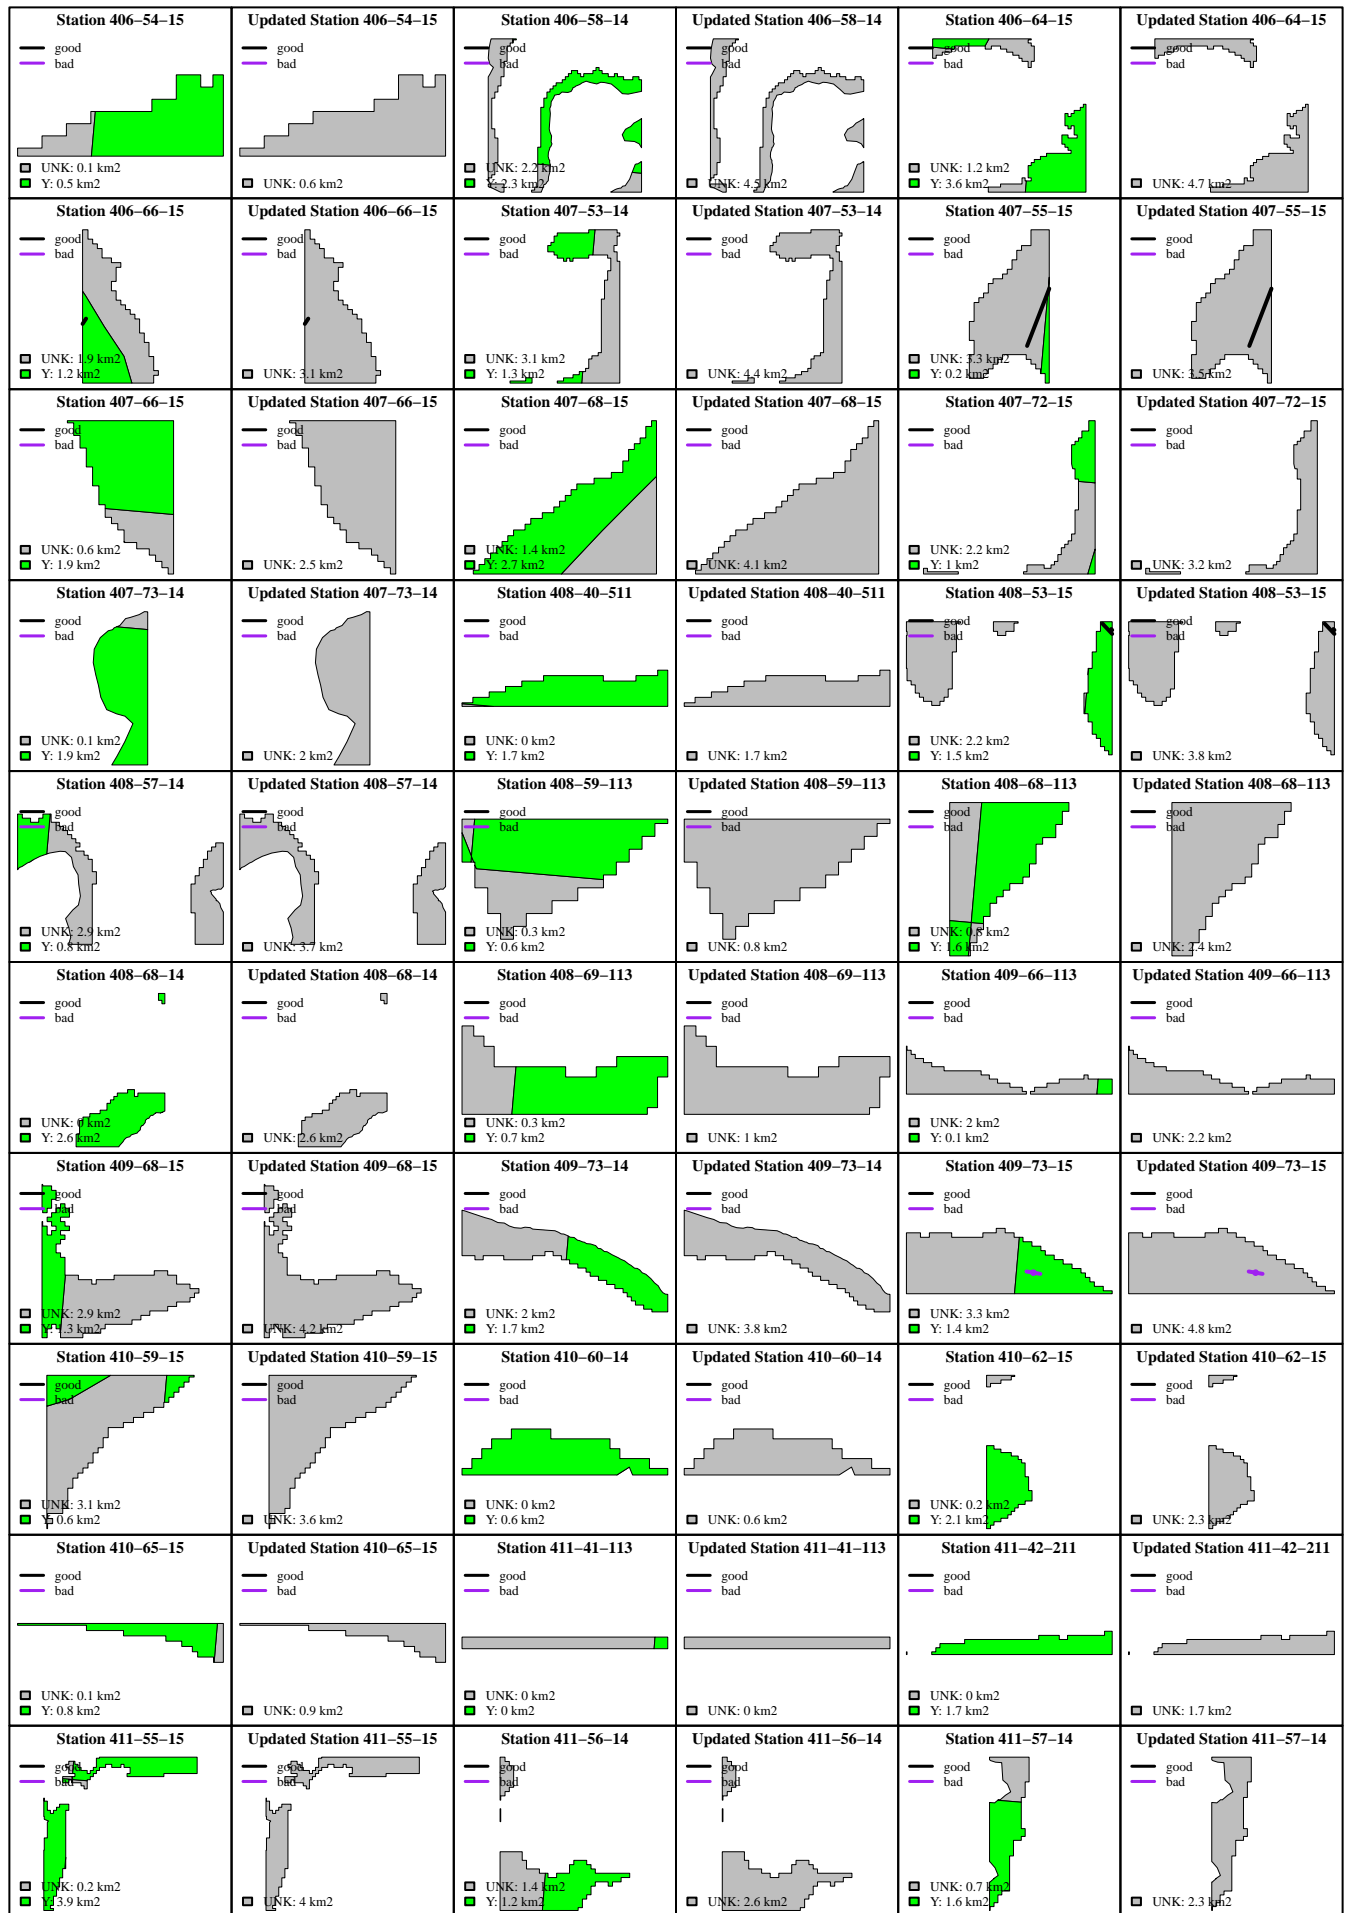 Station 406−54−15
good
bad
UNK: 0.1 km2
Y: 0.5 km2
Updated Station 406−54−15
good
bad
UNK: 0.6 km2
Station 406−58−14
good
bad
UNK: 2.2 km2
Y: 2.3 km2
Updated Station 406−58−14
good
bad
UNK: 4.5 km2
Station 406−64−15
good
bad
UNK: 1.2 km2
Y: 3.6 km2
Updated Station 406−64−15
good
bad
UNK: 4.7 km2
Station 406−66−15
good
bad
UNK: 1.9 km2
Y: 1.2 km2
Updated Station 406−66−15
good
bad
UNK: 3.1 km2
Station 407−53−14
good
bad
UNK: 3.1 km2
Y: 1.3 km2
Updated Station 407−53−14
good
bad
UNK: 4.4 km2
Station 407−55−15
good
bad
UNK: 3.3 km2
Y: 0.2 km2
Updated Station 407−55−15
good
bad
UNK: 3.5 km2
Station 407−66−15
good
bad
UNK: 0.6 km2
Y: 1.9 km2
Updated Station 407−66−15
good
bad
UNK: 2.5 km2
Station 407−68−15
good
bad
UNK: 1.4 km2
Y: 2.7 km2
Updated Station 407−68−15
good
bad
UNK: 4.1 km2
Station 407−72−15
good
bad
UNK: 2.2 km2
Y: 1 km2
Updated Station 407−72−15
good
bad
UNK: 3.2 km2
Station 407−73−14
good
bad
UNK: 0.1 km2
Y: 1.9 km2
Updated Station 407−73−14
good
bad
UNK: 2 km2
Station 408−40−511
good
bad
UNK: 0 km2
Y: 1.7 km2
Updated Station 408−40−511
good
bad
UNK: 1.7 km2
Station 408−53−15
good
bad
UNK: 2.2 km2
Y: 1.5 km2
Updated Station 408−53−15
good
bad
UNK: 3.8 km2
Station 408−57−14
good
bad
UNK: 2.9 km2
Y: 0.8 km2
Updated Station 408−57−14
good
bad
UNK: 3.7 km2
Station 408−59−113
good
bad
UNK: 0.3 km2
Y: 0.6 km2
Updated Station 408−59−113
good
bad
UNK: 0.8 km2
Station 408−68−113
good
bad
UNK: 0.8 km2
Y: 1.6 km2
Updated Station 408−68−113
good
bad
UNK: 2.4 km2
Station 408−68−14
good
bad
UNK: 0 km2
Y: 2.6 km2
Updated Station 408−68−14
good
bad
UNK: 2.6 km2
Station 408−69−113
good
bad
UNK: 0.3 km2
Y: 0.7 km2
Updated Station 408−69−113
good
bad
UNK: 1 km2
Station 409−66−113
good
bad
UNK: 2 km2
Y: 0.1 km2
Updated Station 409−66−113
good
bad
UNK: 2.2 km2
Station 409−68−15
good
bad
UNK: 2.9 km2
Y: 1.3 km2
Updated Station 409−68−15
good
bad
UNK: 4.2 km2
Station 409−73−14
good
bad
UNK: 2 km2
Y: 1.7 km2
Updated Station 409−73−14
good
bad
UNK: 3.8 km2
Station 409−73−15
good
bad
UNK: 3.3 km2
Y: 1.4 km2
Updated Station 409−73−15
good
bad
UNK: 4.8 km2
Station 410−59−15
good
bad
UNK: 3.1 km2
Y: 0.6 km2
Updated Station 410−59−15
good
bad
UNK: 3.6 km2
Station 410−60−14
good
bad
UNK: 0 km2
Y: 0.6 km2
Updated Station 410−60−14
good
bad
UNK: 0.6 km2
Station 410−62−15
good
bad
UNK: 0.2 km2
Y: 2.1 km2
Updated Station 410−62−15
good
bad
UNK: 2.3 km2
Station 410−65−15
good
bad
UNK: 0.1 km2
Y: 0.8 km2
Updated Station 410−65−15
good
bad
UNK: 0.9 km2
Station 411−41−113
good
bad
UNK: 0 km2
Y: 0 km2
Updated Station 411−41−113
good
bad
UNK: 0 km2
Station 411−42−211
good
bad
UNK: 0 km2
Y: 1.7 km2
Updated Station 411−42−211
good
bad
UNK: 1.7 km2
Station 411−55−15
good
bad
UNK: 0.2 km2
Y: 3.9 km2
Updated Station 411−55−15
good
bad
UNK: 4 km2
Station 411−56−14
good
bad
UNK: 1.4 km2
Y: 1.2 km2
Updated Station 411−56−14
good
bad
UNK: 2.6 km2
Station 411−57−14
good
bad
UNK: 0.7 km2
Y: 1.6 km2
Updated Station 411−57−14
good
bad
UNK: 2.3 km2